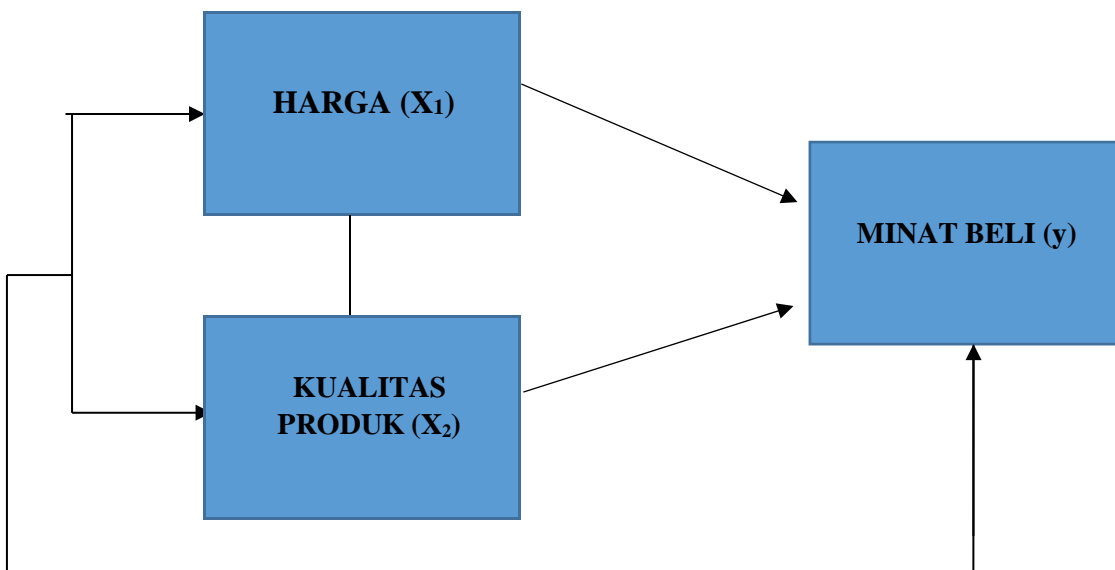 HARGA (X₁)
MINAT BELI (y)
KUALITAS
PRODUK (X₂)